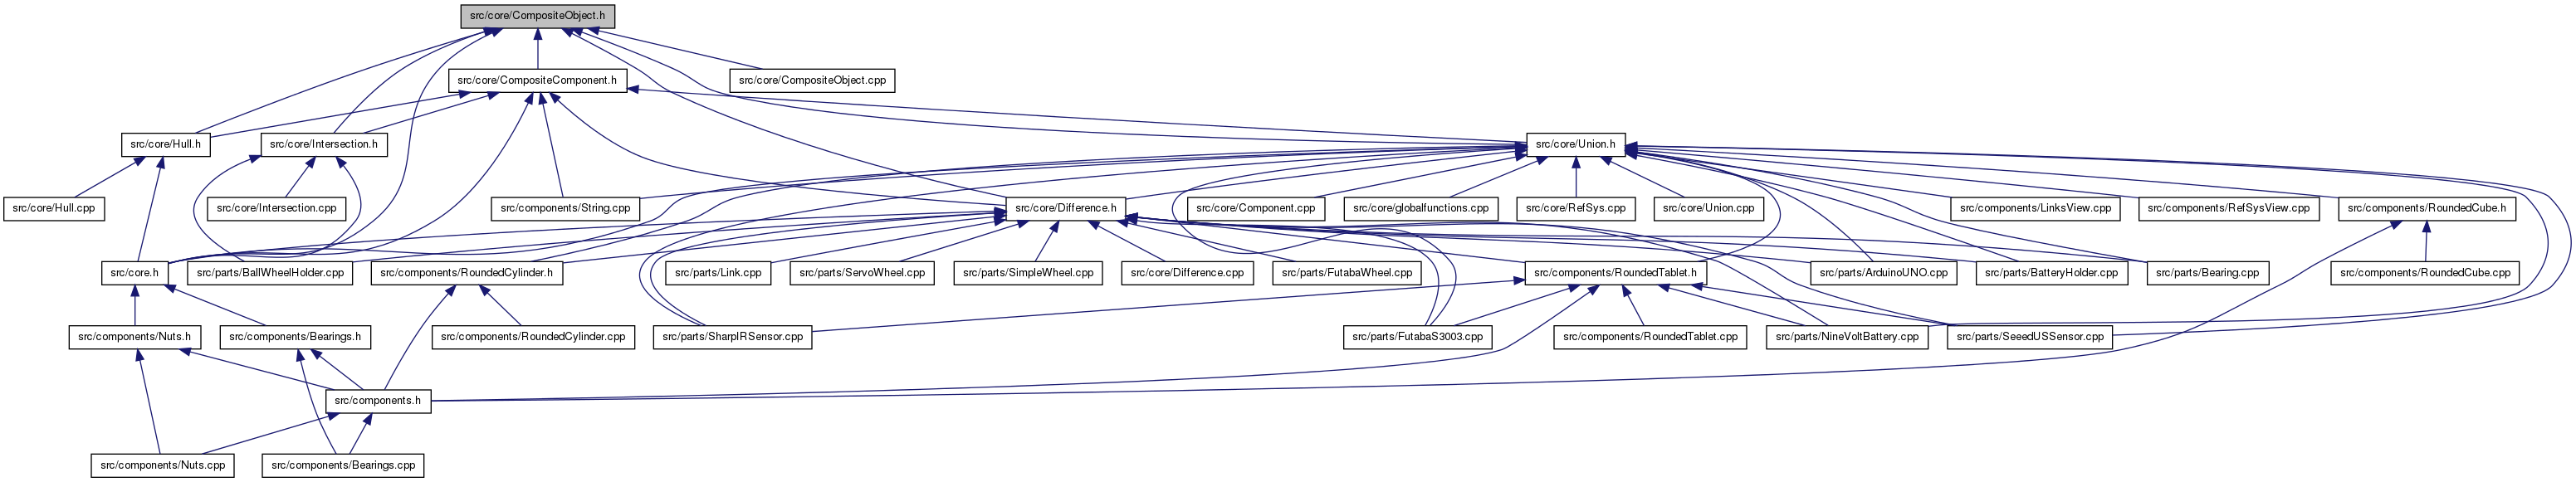 src/core/CompositeObject.h
src/core/CompositeComponent.h
src/core/CompositeObject.cpp
src/core/Hull.h
src/core/Intersection.h
src/core/Union.h
src/core/Hull.cpp
src/core/Intersection.cpp
src/components/String.cpp
src/core/Difference.h
src/core/Component.cpp
src/core/globalfunctions.cpp
src/core/RefSys.cpp
src/core/Union.cpp
src/components/LinksView.cpp
src/components/RefSysView.cpp
src/components/RoundedCube.h
src/core.h
src/parts/BallWheelHolder.cpp
src/components/RoundedCylinder.h
src/parts/Link.cpp
src/parts/ServoWheel.cpp
src/parts/SimpleWheel.cpp
src/core/Difference.cpp
src/parts/FutabaWheel.cpp
src/components/RoundedTablet.h
src/parts/ArduinoUNO.cpp
src/parts/BatteryHolder.cpp
src/parts/Bearing.cpp
src/components/RoundedCube.cpp
src/components/Nuts.h
src/components/Bearings.h
src/components/RoundedCylinder.cpp
src/parts/SharpIRSensor.cpp
src/parts/FutabaS3003.cpp
src/components/RoundedTablet.cpp
src/parts/NineVoltBattery.cpp
src/parts/SeeedUSSensor.cpp
src/components.h
src/components/Nuts.cpp
src/components/Bearings.cpp